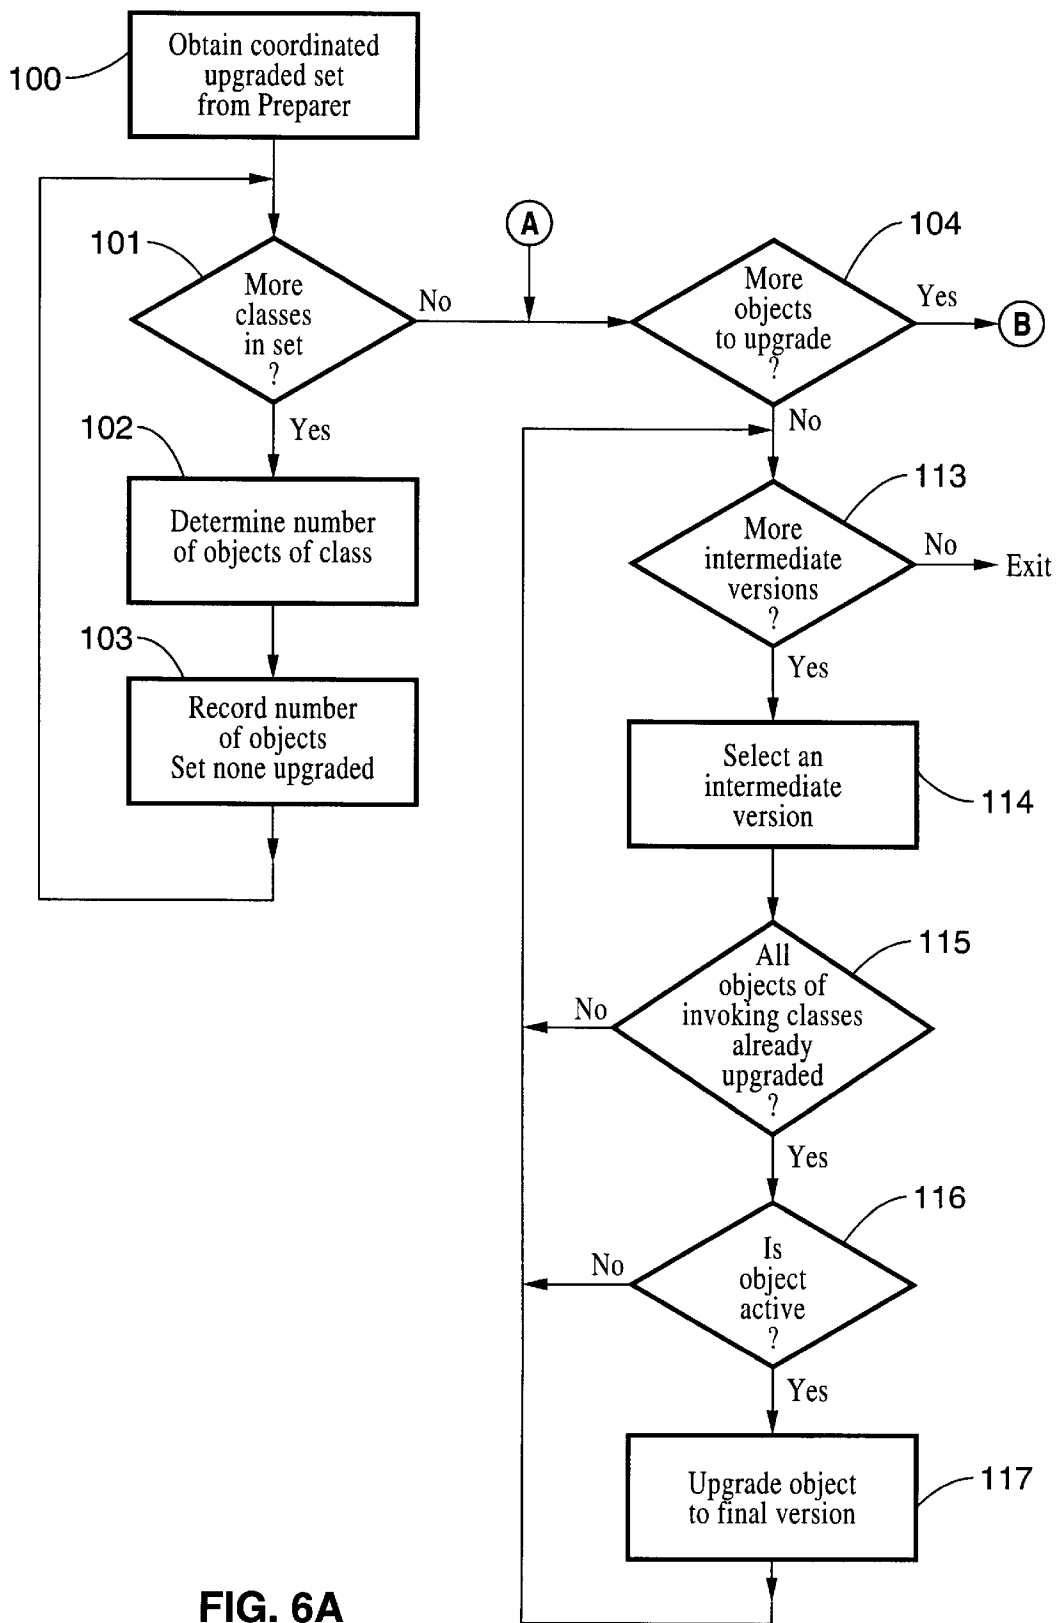 100
Obtain coordinated
upgraded set
from Preparer
101
More
classes
in set
?
No
Yes
102
Determine number
of objects of class
103
Record number
of objects
Set none upgraded
A
104
More
objects
to upgrade
?
Yes
B
No
113
More
intermediate
versions
?
No
Exit
Yes
Select an
intermediate
version
114
115
All
objects of
invoking classes
already
upgraded
?
No
Yes
116
Is
object
active
?
No
Yes
Upgrade object
to final version
117
FIG. 6A